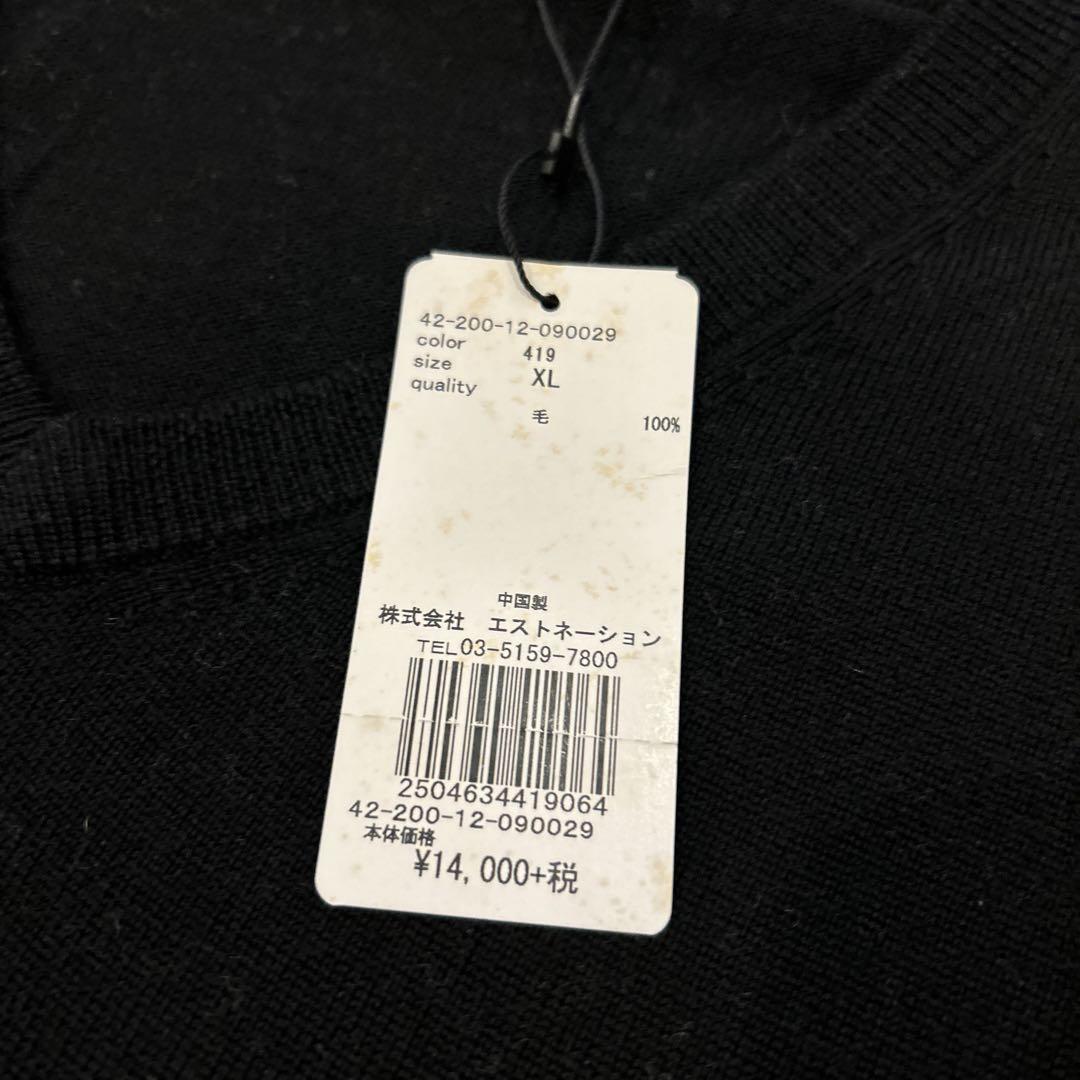 42-200-12-090029
color 419
size XL
quality
毛 100%
中国製
株式会社 エストネーション
TEL03-5159-7800
2504634419064
42-200-12-090029
本体価格
¥14,000+税